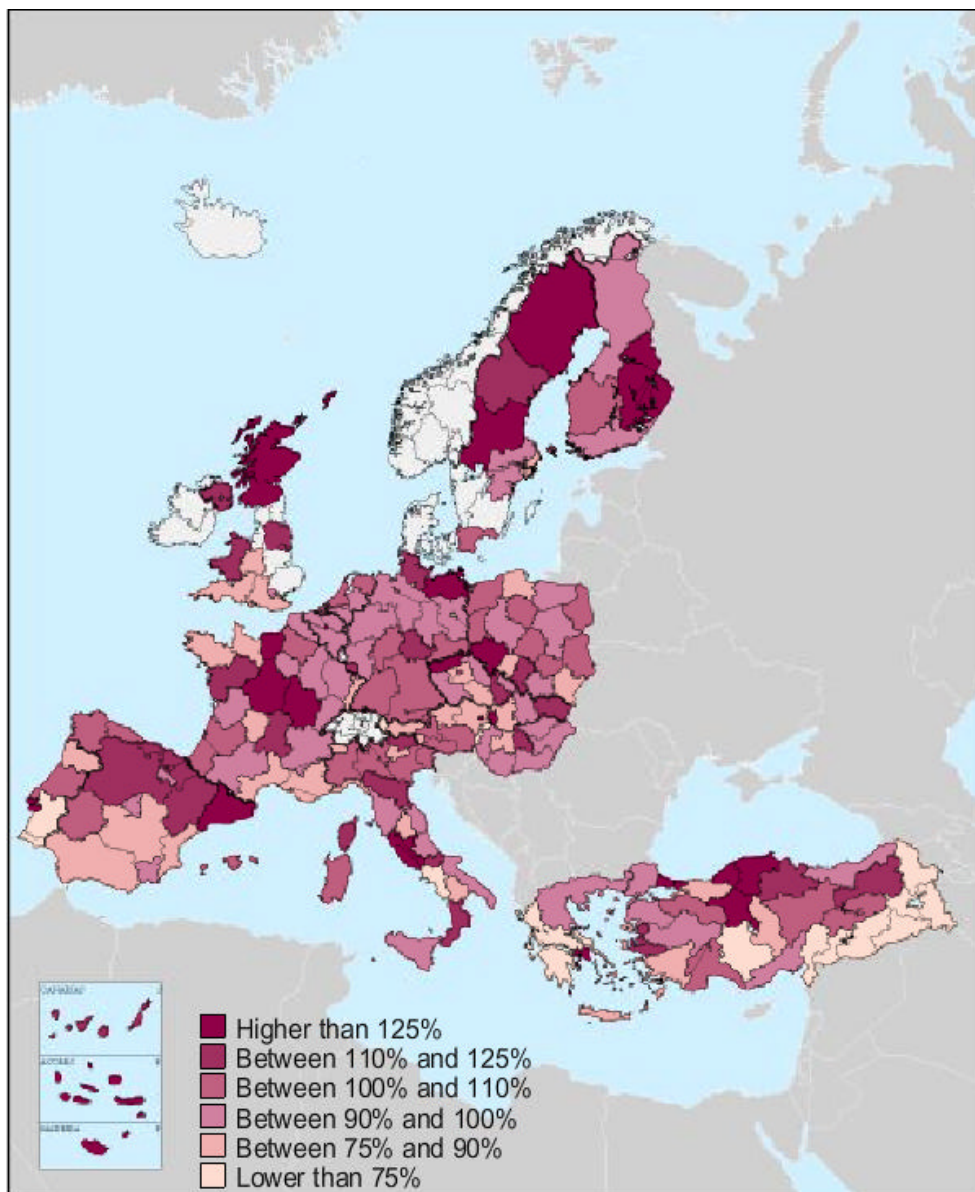 CANARIAS
Higher than 125%
Between 110% and 125%
Between 100% and 110%
Between 90% and 100%
Between 75% and 90%
Lower than 75%